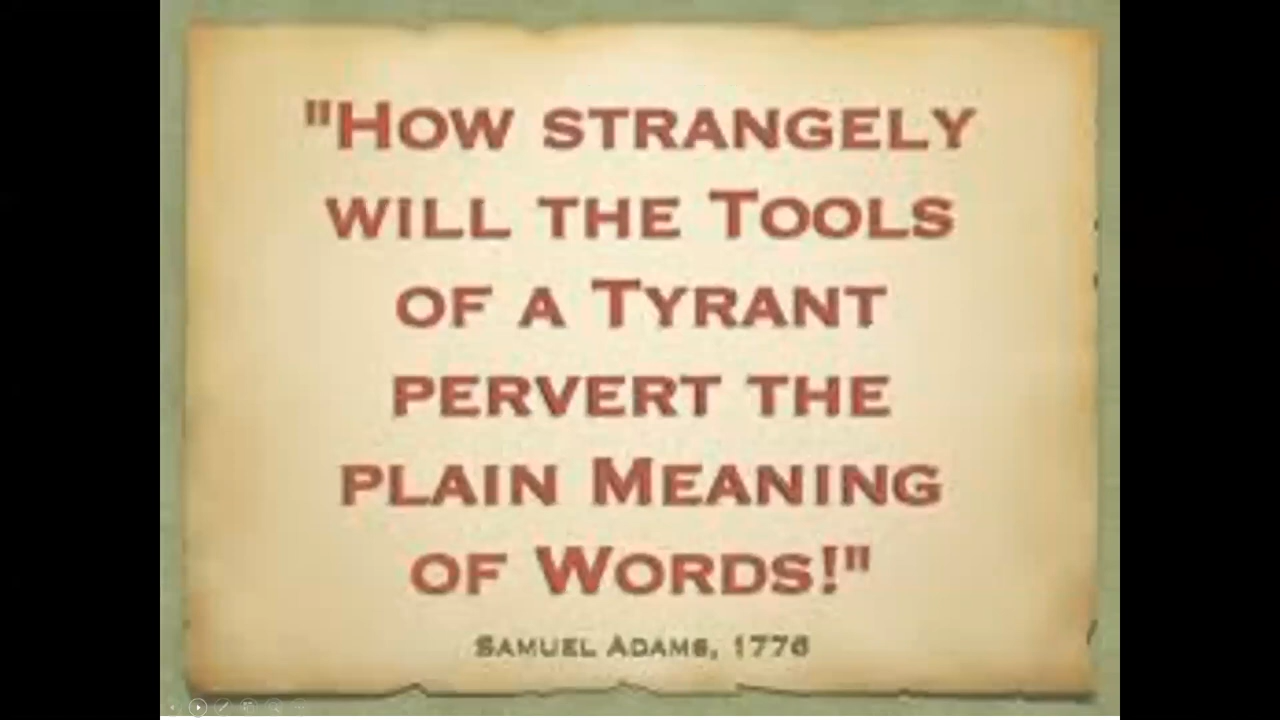 "How strangely
will the Tools
of a Tyrant
pervert the
plain Meaning
of Words!"
Samuel Adams, 1776